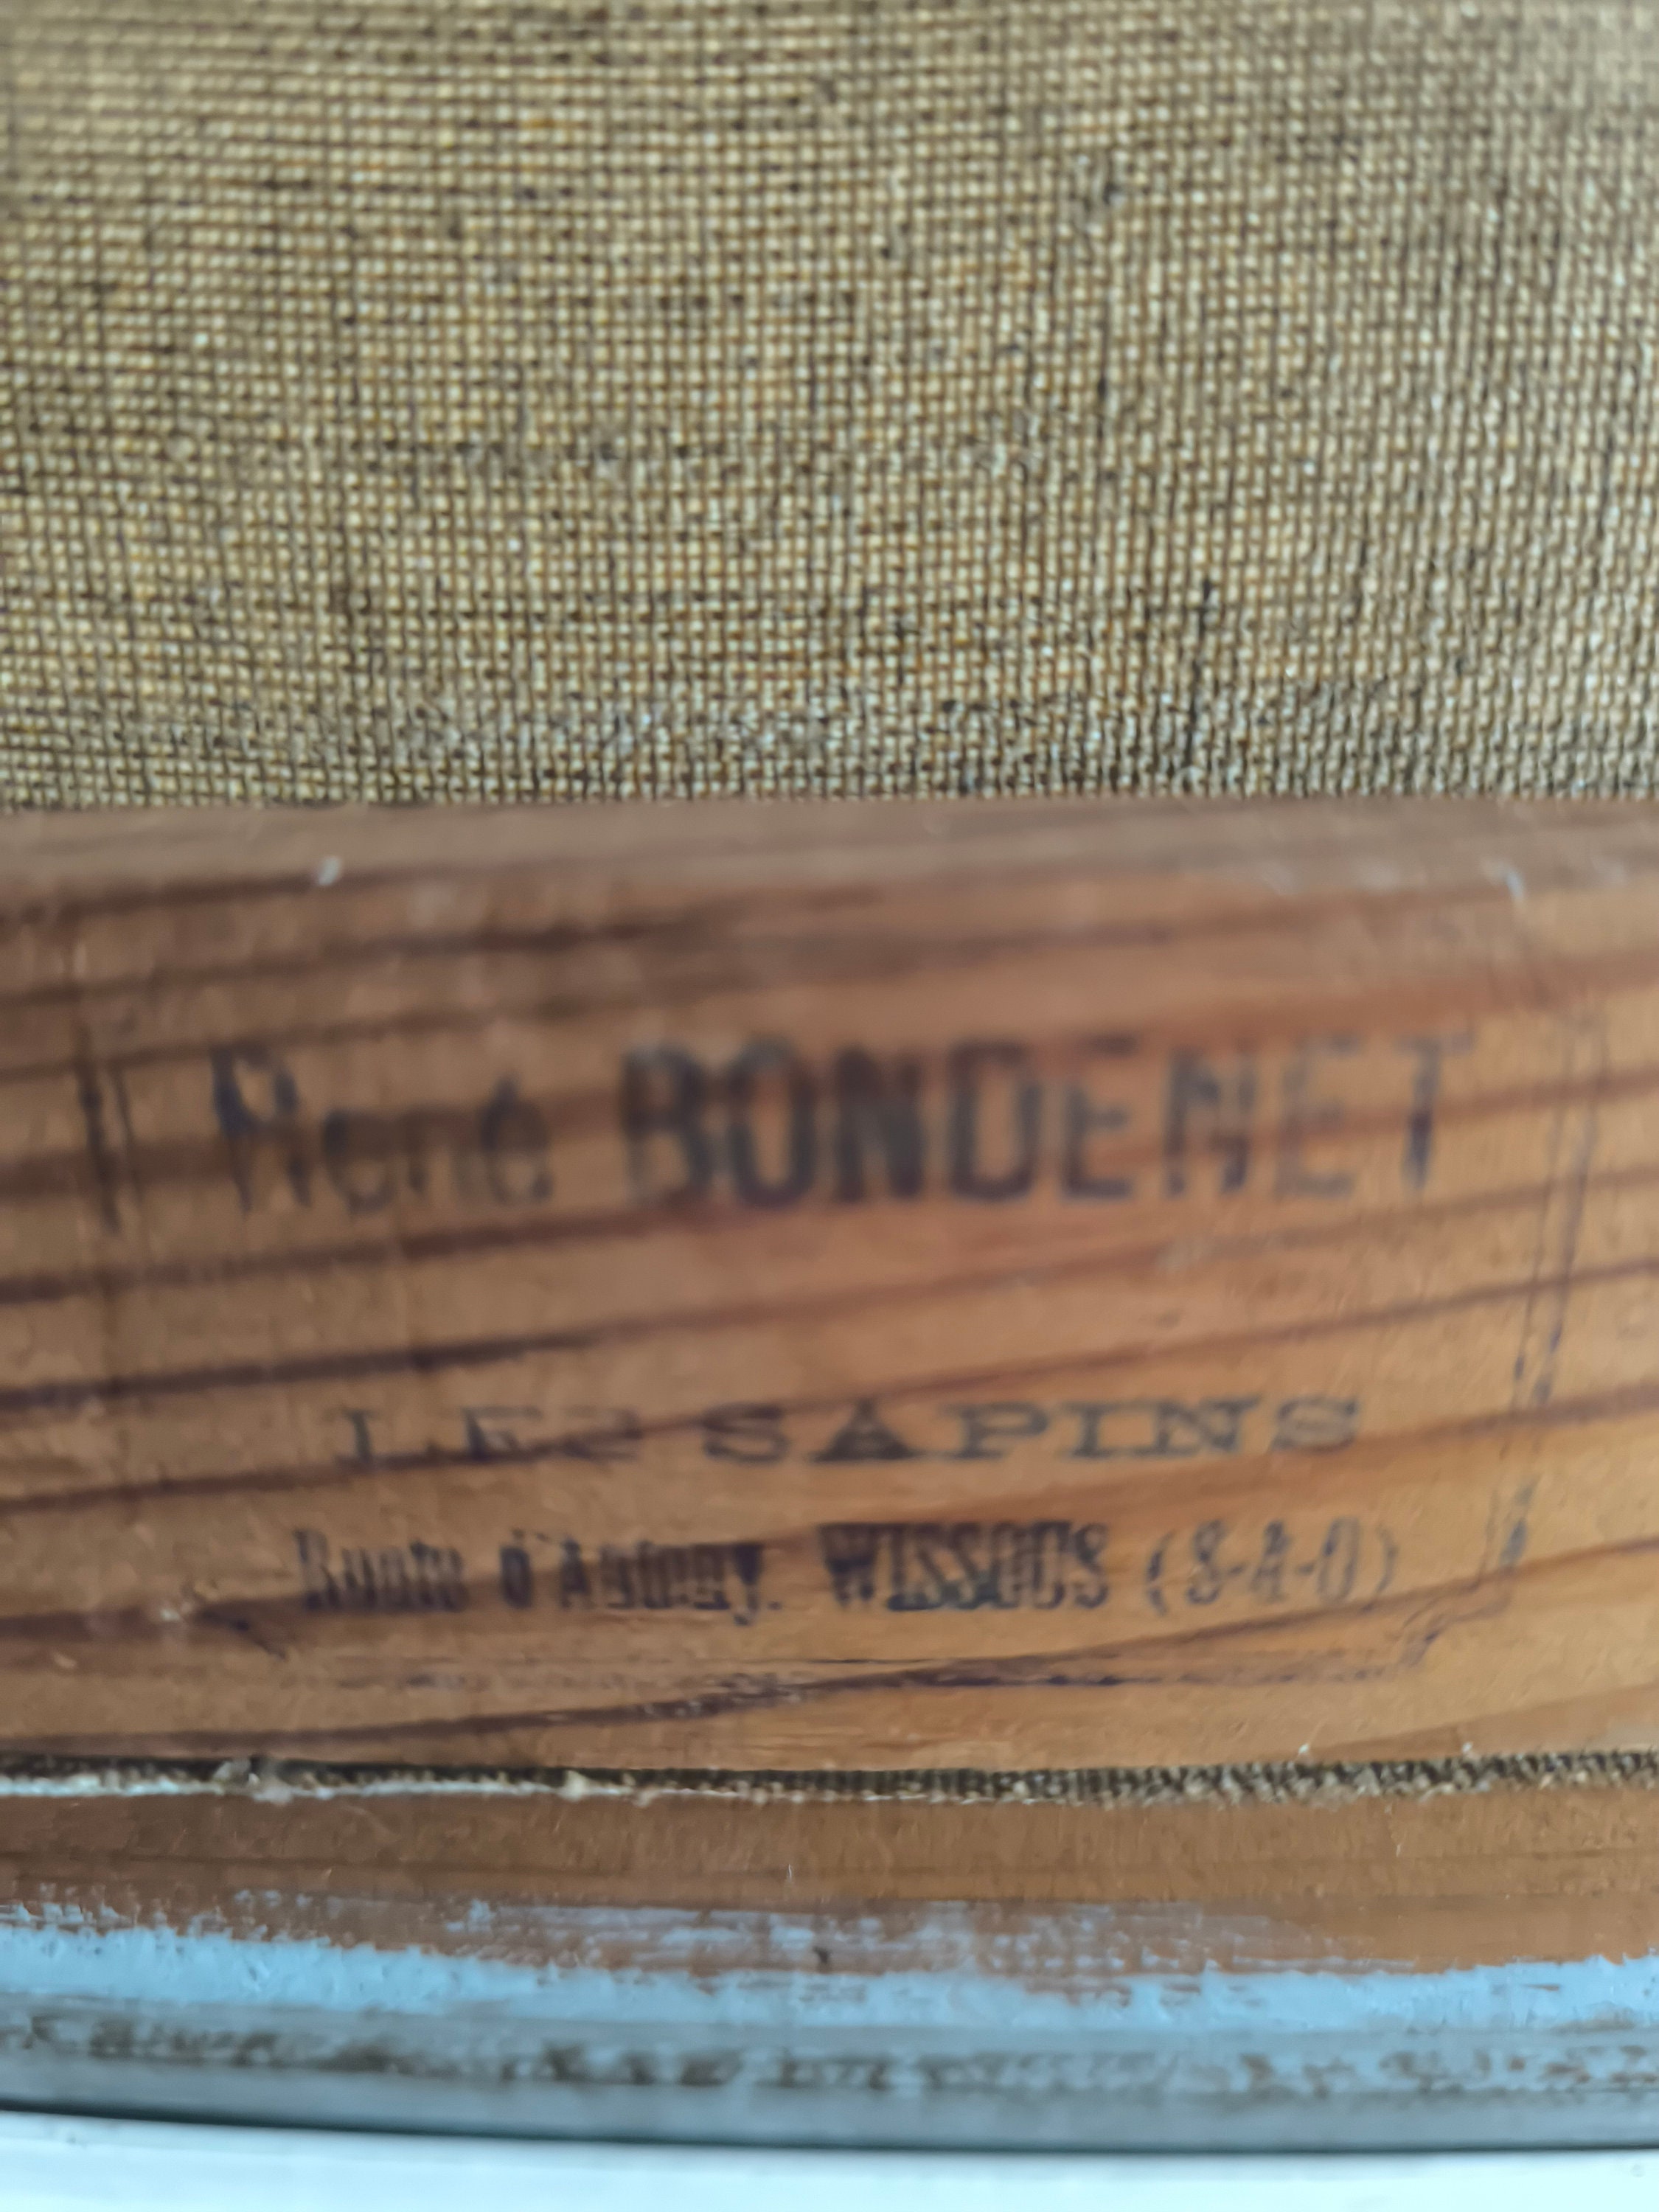 René BONDENET
LES SAPINS
Route d'Antony. WISSOUS (S-&-O)